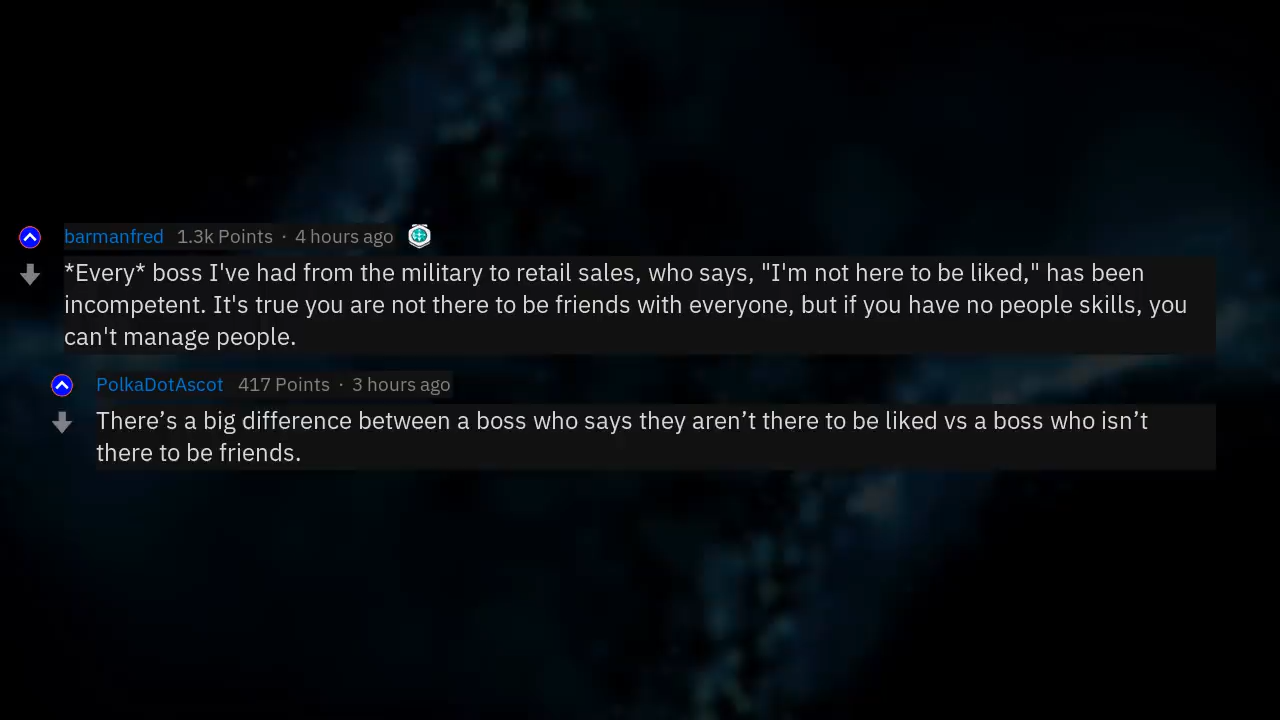 barmanfred 1.3k Points · 4 hours ago
*Every* boss I've had from the military to retail sales, who says, "I'm not here to be liked," has been
incompetent. It's true you are not there to be friends with everyone, but if you have no people skills, you
can't manage people.
PolkaDotAscot 417 Points · 3 hours ago
There’s a big difference between a boss who says they aren’t there to be liked vs a boss who isn’t
there to be friends.